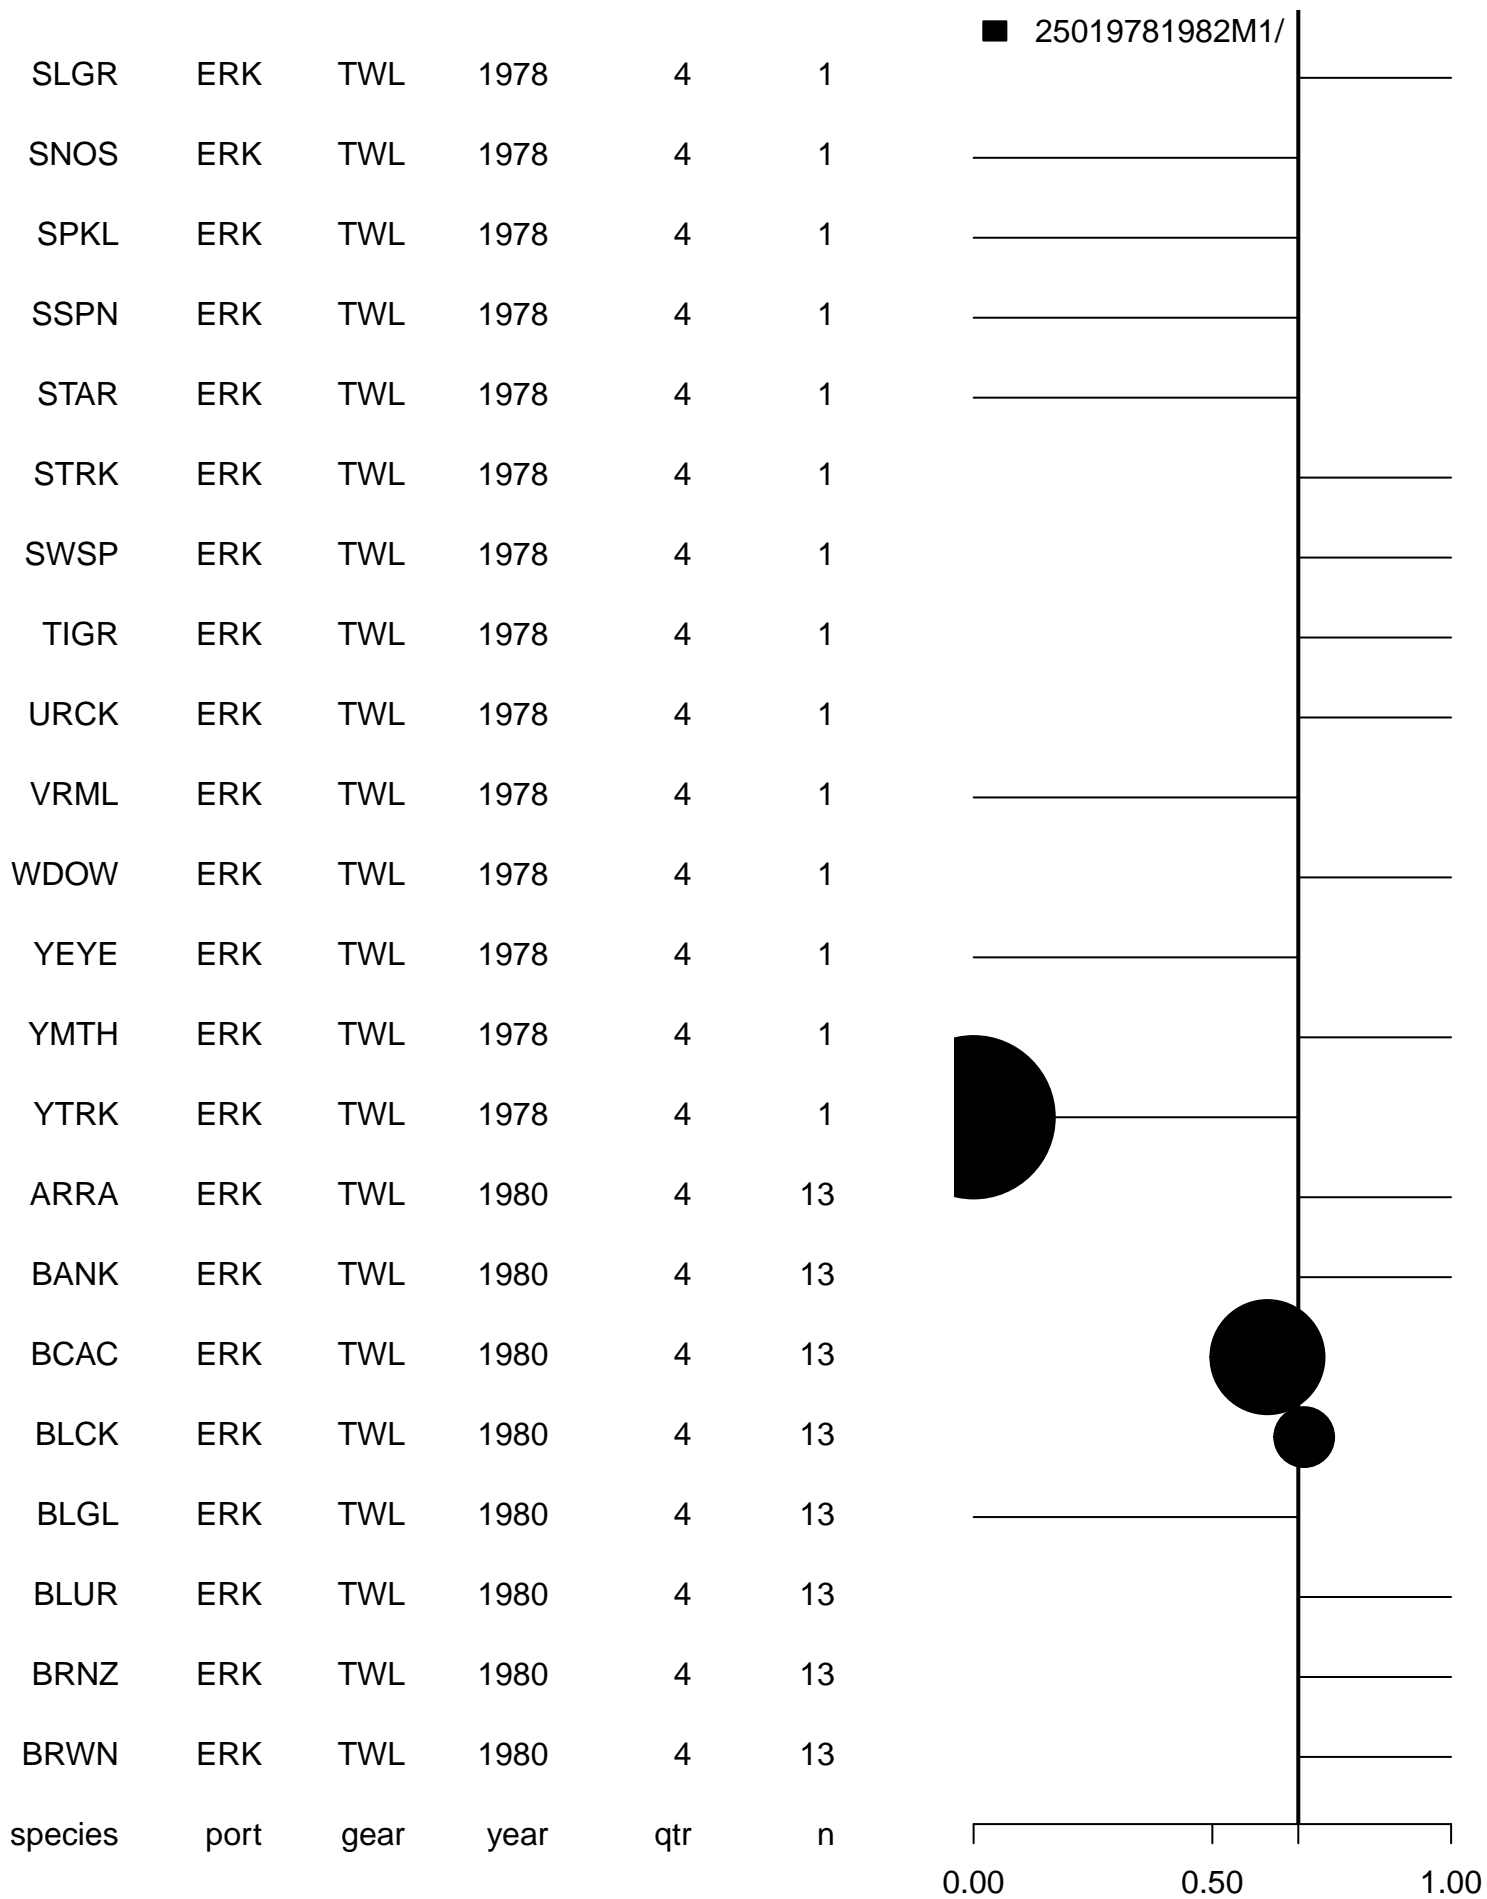 25019781982M1/
SLGR ERK TWL 1978 4 1
SNOS ERK TWL 1978 4 1
SPKL ERK TWL 1978 4 1
SSPN ERK TWL 1978 4 1
STAR ERK TWL 1978 4 1
STRK ERK TWL 1978 4 1
SWSP ERK TWL 1978 4 1
TIGR ERK TWL 1978 4 1
URCK ERK TWL 1978 4 1
VRML ERK TWL 1978 4 1
WDOW ERK TWL 1978 4 1
YEYE ERK TWL 1978 4 1
YMTH ERK TWL 1978 4 1
YTRK ERK TWL 1978 4 1
ARRA ERK TWL 1980 4 13
BANK ERK TWL 1980 4 13
BCAC ERK TWL 1980 4 13
BLCK ERK TWL 1980 4 13
BLGL ERK TWL 1980 4 13
BLUR ERK TWL 1980 4 13
BRNZ ERK TWL 1980 4 13
BRWN ERK TWL 1980 4 13
species port gear year qtr n
0.00 0.50 1.00